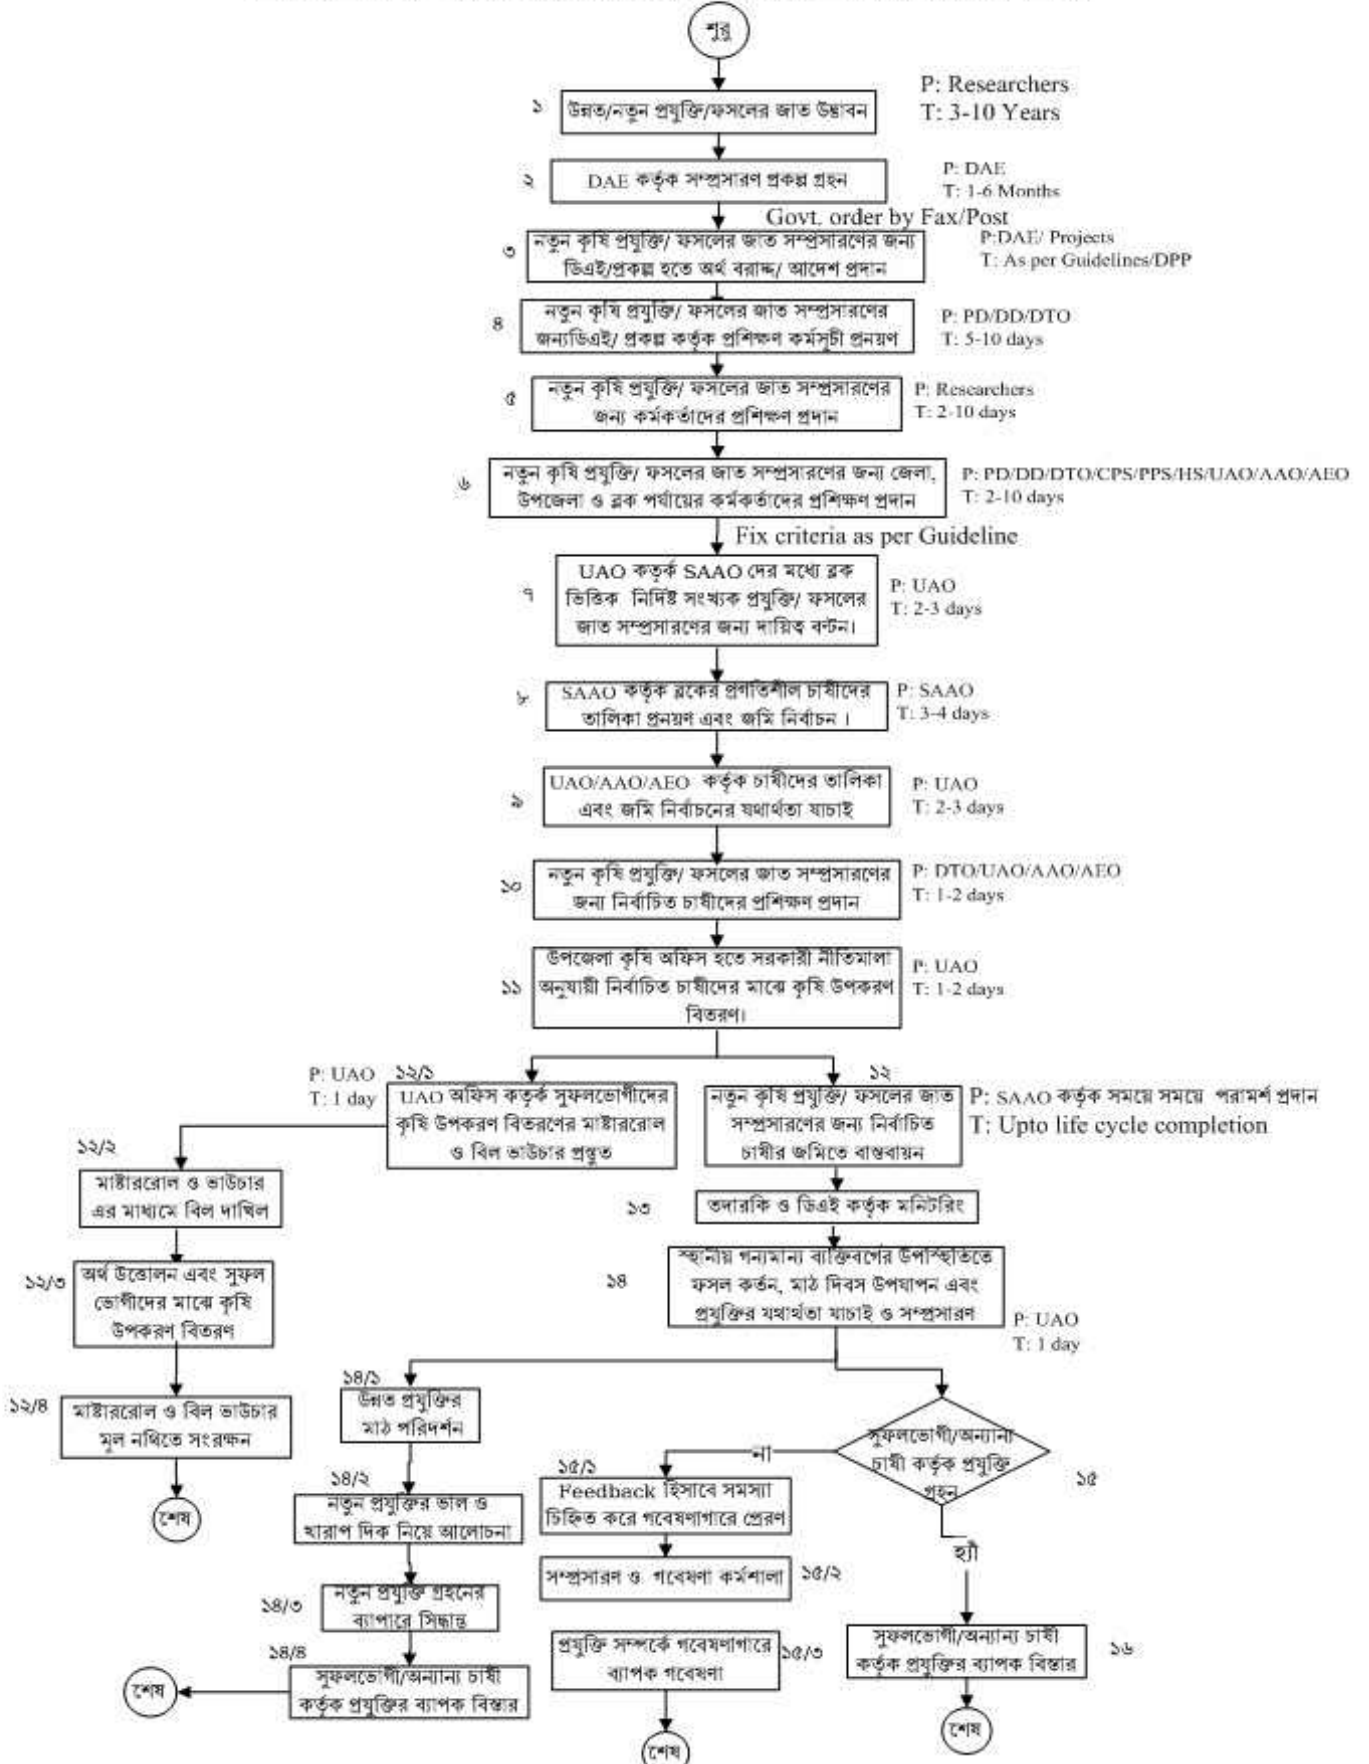 শুরু
P: Researchers
T: 3-10 Years
১
উন্নত/নতুন প্রযুক্তি/ফসলের জাত উদ্ভাবন
P: DAE
T: 1-6 Months
২
DAE কর্তৃক সম্প্রসারণ প্রকল্প গ্রহন
Govt. order by Fax/Post
P:DAE/ Projects
T: As per Guidelines/DPP
৩
নতুন কৃষি প্রযুক্তি/ ফসলের জাত সম্প্রসারণের জন্য
ডিএই/প্রকল্প হতে অর্থ বরাদ্দ/ আদেশ প্রদান
৪
নতুন কৃষি প্রযুক্তি/ ফসলের জাত সম্প্রসারণের
জন্যডিএই/ প্রকল্প কর্তৃক প্রশিক্ষণ কর্মসূচী প্রনয়ণ
P: PD/DD/DTO
T: 5-10 days
৫
নতুন কৃষি প্রযুক্তি/ ফসলের জাত সম্প্রসারণের
জন্য কর্মকর্তাদের প্রশিক্ষণ প্রদান
P: Researchers
T: 2-10 days
৬
নতুন কৃষি প্রযুক্তি/ ফসলের জাত সম্প্রসারণের জন্য জেলা,
উপজেলা ও ব্লক পর্যায়ের কর্মকর্তাদের প্রশিক্ষণ প্রদান
P: PD/DD/DTO/CPS/PPS/HS/UAO/AAO/AEO
T: 2-10 days
Fix criteria as per Guideline
৭
UAO কতৃর্ক SAAO দের মধ্যে ব্লক
ভিত্তিক নির্দিষ্ট সংখ্যক প্রযুক্তি/ ফসলের
জাত সম্প্রসারণের জন্য দায়িত্ব বণ্টন।
P: UAO
T: 2-3 days
৮
SAAO কর্তৃক ব্লকের প্রগতিশীল চাষীদের
তালিকা প্রনয়ণ এবং জমি নির্বাচন ।
P: SAAO
T: 3-4 days
৯
UAO/AAO/AEO কর্তৃক চাষীদের তালিকা
এবং জমি নির্বাচনের যথার্থতা যাচাই
P: UAO
T: 2-3 days
১০
নতুন কৃষি প্রযুক্তি/ ফসলের জাত সম্প্রসারণের
জন্য নির্বাচিত চাষীদের প্রশিক্ষণ প্রদান
P: DTO/UAO/AAO/AEO
T: 1-2 days
১১
উপজেলা কৃষি অফিস হতে সরকারী নীতিমালা
অনুযায়ী নির্বাচিত চাষীদের মাঝে কৃষি উপকরণ
বিতরণ।
P: UAO
T: 1-2 days
P: UAO
T: 1 day
১২/১
UAO অফিস কতৃর্ক সুফলভোগীদের
কৃষি উপকরণ বিতরণের মাষ্টাররোল
ও বিল ভাউচার প্রস্তুত
১২
নতুন কৃষি প্রযুক্তি/ ফসলের জাত
সম্প্রসারণের জন্য নির্বাচিত
চাষীর জমিতে বাস্তবায়ন
P: SAAO কর্তৃক সময়ে সময়ে পরামর্শ প্রদান
T: Upto life cycle completion
১২/২
মাষ্টাররোল ও ভাউচার
এর মাধ্যমে বিল দাখিল
১৩
তদারকি ও ডিএই কর্তৃক মনিটরিং
১২/৩
অর্থ উত্তোলন এবং সুফল
ভোগীদের মাঝে কৃষি
উপকরণ বিতরণ
১৪
স্হানীয় গন্যমান্য ব্যক্তিবর্গের উপস্হিতিতে
ফসল কর্তন, মাঠ দিবস উৎযাপন এবং
প্রযুক্তির যথার্থতা যাচাই ও সম্প্রসারণ
P: UAO
T: 1 day
১২/৪
মাষ্টাররোল ও বিল ভাউচার
মুল নথিতে সংরক্ষন
শেষ
১৪/১
উন্নত প্রযুক্তির
মাঠ পরিদর্শন
সুফলভোগী/অন্যান্য
চাষী কর্তৃক প্রযুক্তি
গ্রহন
১৫
না
হ্যাঁ
১৪/২
নতুন প্রযুক্তির ভাল ও
খারাপ দিক নিয়ে আলোচনা
১৫/১
Feedback হিসাবে সমস্যা
চিহ্নিত করে গবেষণাগারে প্রেরণ
সম্প্রসারণ ও গবেষণা কর্মশালা
১৫/২
১৪/৩
নতুন প্রযুক্তি গ্রহনের
ব্যাপারে সিদ্ধান্ত
প্রযুক্তি সম্পর্কে গবেষণাগারে
ব্যাপক গবেষণা
১৫/৩
সুফলভোগী/অন্যান্য চাষী
কর্তৃক প্রযুক্তির ব্যাপক বিস্তার
১৬
১৪/৪
সুফলভোগী/অন্যান্য চাষী
কর্তৃক প্রযুক্তির ব্যাপক বিস্তার
শেষ
শেষ
শেষ